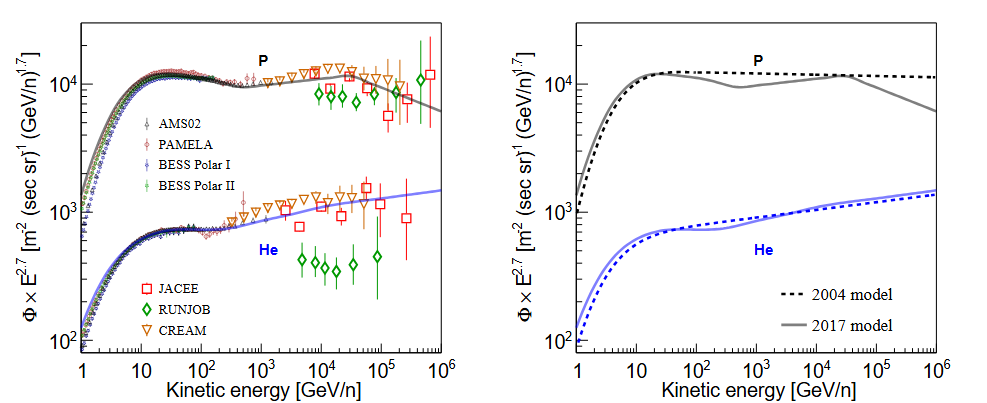 Φ × E^2.7 [m^-2 (sec sr)^-1 (GeV/n)^1.7]
10^4
10^3
10^2
P
AMS02
PAMELA
BESS Polar I
BESS Polar II
He
JACEE
RUNJOB
CREAM
1 10 10^2 10^3 10^4 10^5 10^6
Kinetic energy [GeV/n]
Φ × E^2.7 [m^-2 (sec sr)^-1 (GeV/n)^1.7]
10^4
10^3
10^2
P
He
2004 model
2017 model
1 10 10^2 10^3 10^4 10^5 10^6
Kinetic energy [GeV/n]